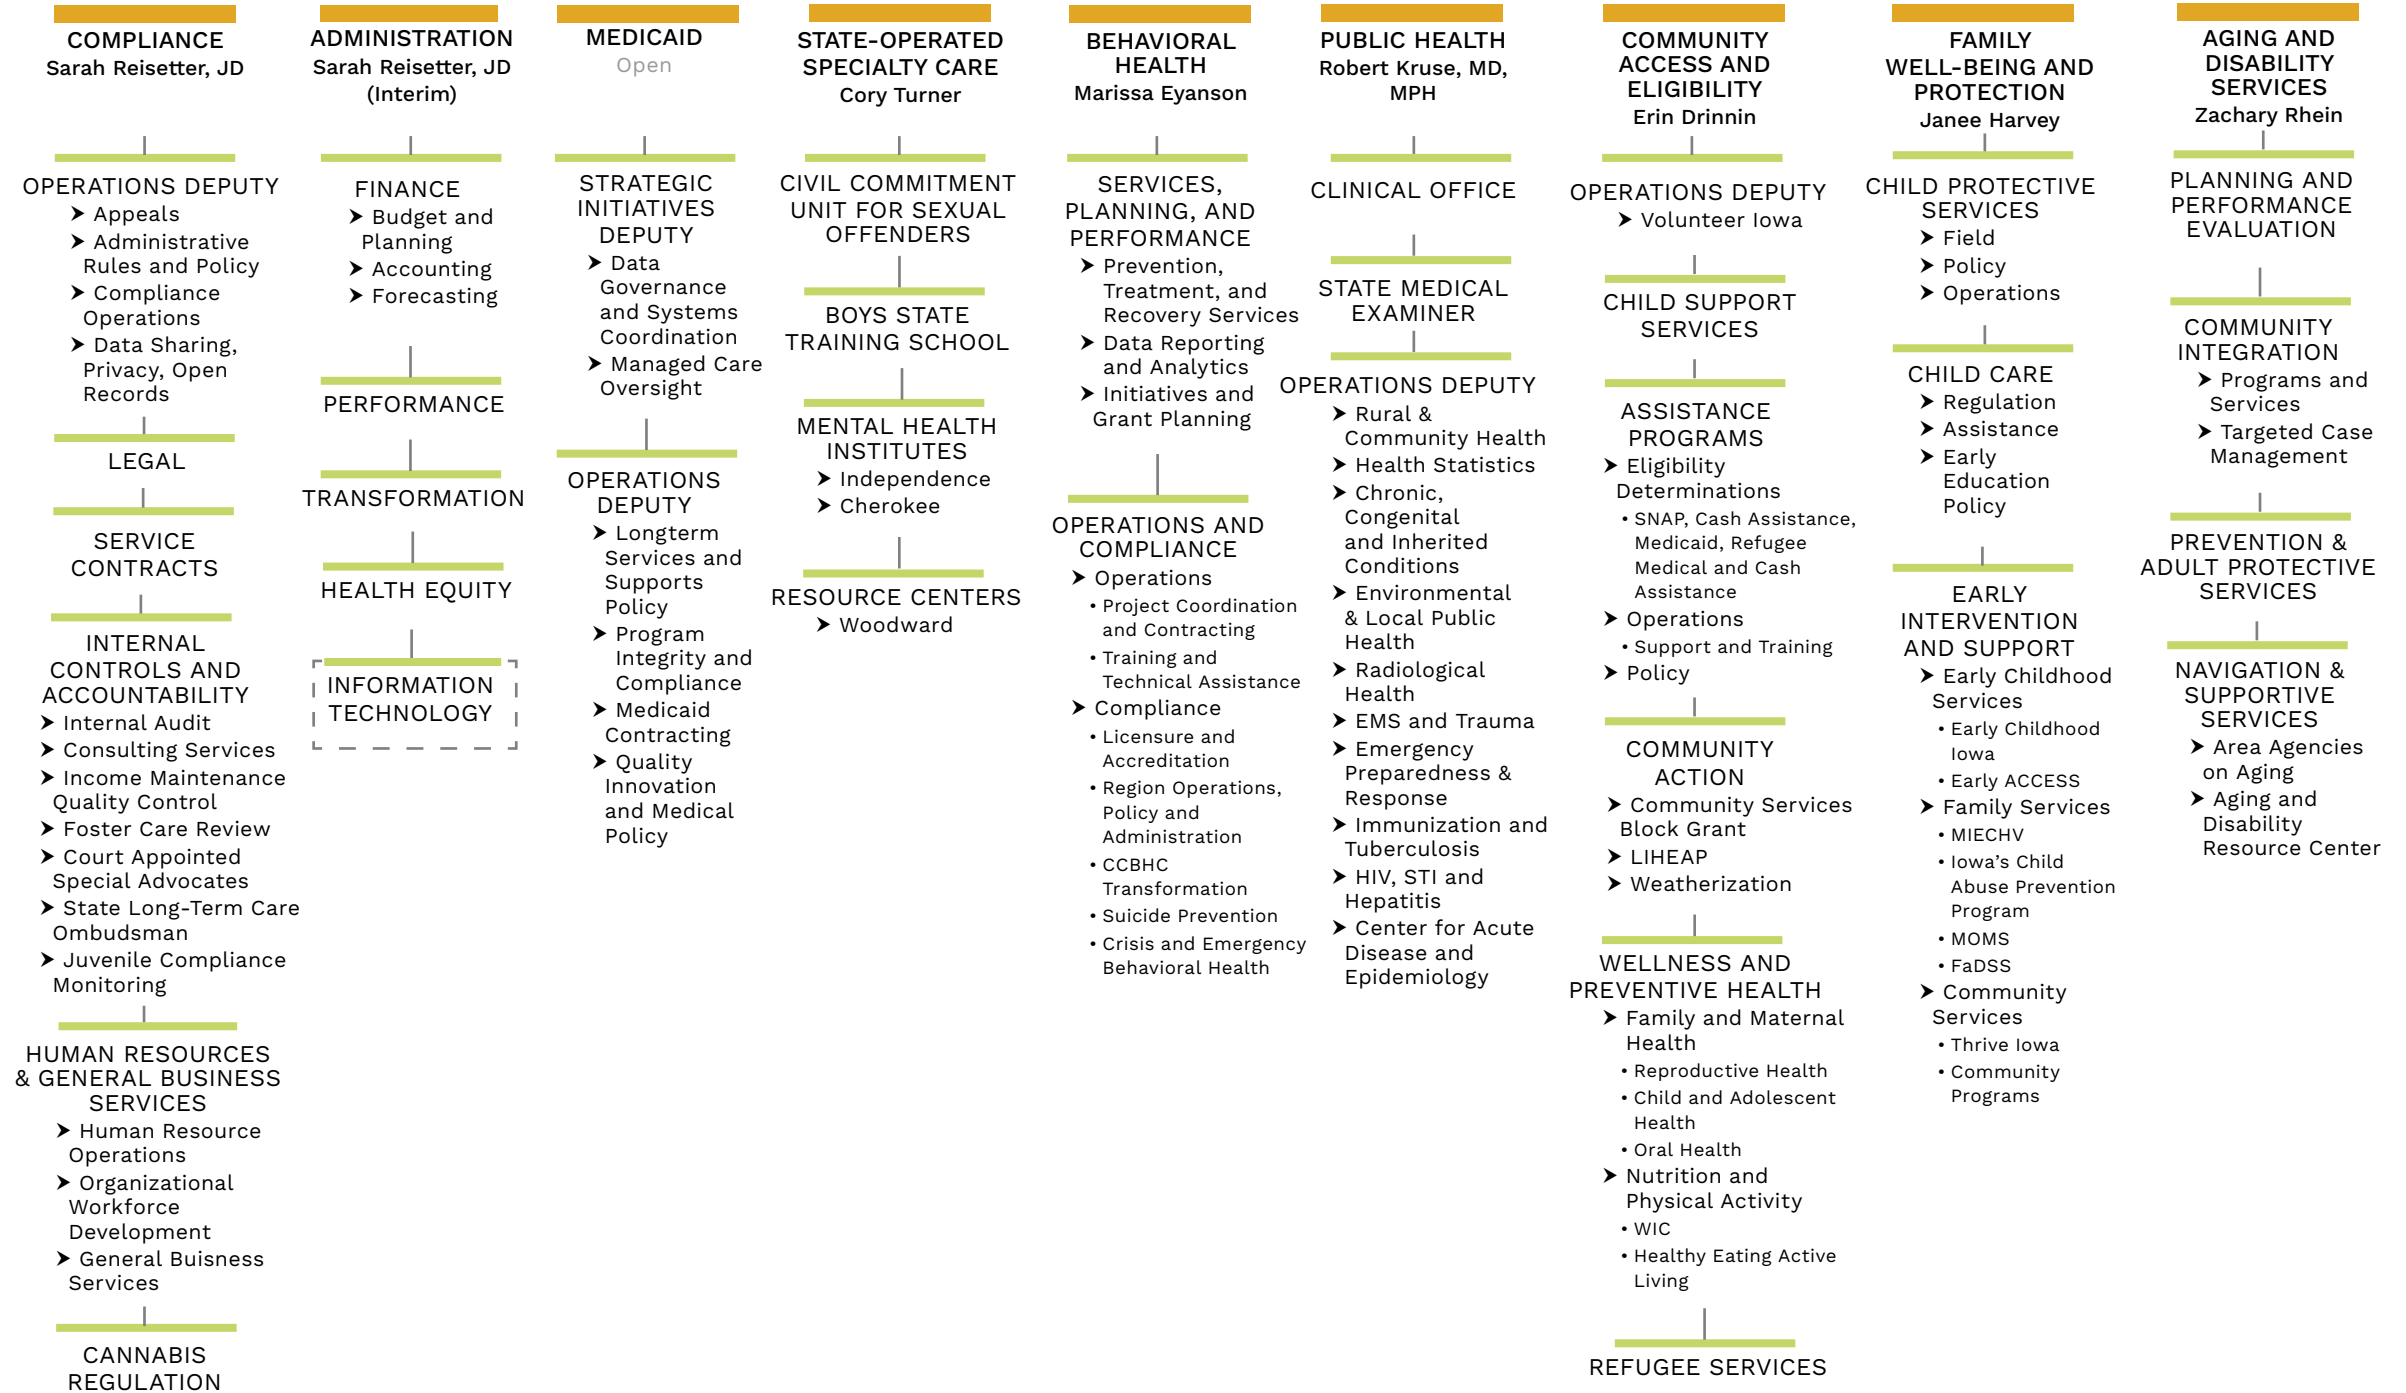 COMPLIANCE
Sarah Reisetter, JD
OPERATIONS DEPUTY
➤ Appeals
➤ Administrative
Rules and Policy
➤ Compliance
Operations
➤ Data Sharing,
Privacy, Open
Records
LEGAL
SERVICE
CONTRACTS
INTERNAL
CONTROLS AND
ACCOUNTABILITY
➤ Internal Audit
➤ Consulting Services
➤ Income Maintenance
Quality Control
➤ Foster Care Review
➤ Court Appointed
Special Advocates
➤ State Long-Term Care
Ombudsman
➤ Juvenile Compliance
Monitoring
HUMAN RESOURCES
& GENERAL BUSINESS
SERVICES
➤ Human Resource
Operations
➤ Organizational
Workforce
Development
➤ General Buisness
Services
CANNABIS
REGULATION
ADMINISTRATION
Sarah Reisetter, JD
(Interim)
FINANCE
➤ Budget and
Planning
➤ Accounting
➤ Forecasting
PERFORMANCE
TRANSFORMATION
HEALTH EQUITY
INFORMATION
TECHNOLOGY
MEDICAID
Open
STRATEGIC
INITIATIVES
DEPUTY
➤ Data
Governance
and Systems
Coordination
➤ Managed Care
Oversight
OPERATIONS
DEPUTY
➤ Longterm
Services and
Supports
Policy
➤ Program
Integrity and
Compliance
➤ Medicaid
Contracting
➤ Quality
Innovation
and Medical
Policy
STATE-OPERATED
SPECIALTY CARE
Cory Turner
CIVIL COMMITMENT
UNIT FOR SEXUAL
OFFENDERS
BOYS STATE
TRAINING SCHOOL
MENTAL HEALTH
INSTITUTES
➤ Independence
➤ Cherokee
RESOURCE CENTERS
➤ Woodward
BEHAVIORAL
HEALTH
Marissa Eyanson
SERVICES,
PLANNING, AND
PERFORMANCE
➤ Prevention,
Treatment, and
Recovery Services
➤ Data Reporting
and Analytics
➤ Initiatives and
Grant Planning
OPERATIONS AND
COMPLIANCE
➤ Operations
• Project Coordination
and Contracting
• Training and
Technical Assistance
➤ Compliance
• Licensure and
Accreditation
• Region Operations,
Policy and
Administration
• CCBHC
Transformation
• Suicide Prevention
• Crisis and Emergency
Behavioral Health
PUBLIC HEALTH
Robert Kruse, MD,
MPH
CLINICAL OFFICE
STATE MEDICAL
EXAMINER
OPERATIONS DEPUTY
➤ Rural &
Community Health
➤ Health Statistics
➤ Chronic,
Congenital
and Inherited
Conditions
➤ Environmental
& Local Public
Health
➤ Radiological
Health
➤ EMS and Trauma
➤ Emergency
Preparedness &
Response
➤ Immunization and
Tuberculosis
➤ HIV, STI and
Hepatitis
➤ Center for Acute
Disease and
Epidemiology
COMMUNITY
ACCESS AND
ELIGIBILITY
Erin Drinnin
OPERATIONS DEPUTY
➤ Volunteer Iowa
CHILD SUPPORT
SERVICES
ASSISTANCE
PROGRAMS
➤ Eligibility
Determinations
• SNAP, Cash Assistance,
Medicaid, Refugee
Medical and Cash
Assistance
➤ Operations
• Support and Training
➤ Policy
COMMUNITY
ACTION
➤ Community Services
Block Grant
➤ LIHEAP
➤ Weatherization
WELLNESS AND
PREVENTIVE HEALTH
➤ Family and Maternal
Health
• Reproductive Health
• Child and Adolescent
Health
• Oral Health
➤ Nutrition and
Physical Activity
• WIC
• Healthy Eating Active
Living
REFUGEE SERVICES
FAMILY
WELL-BEING AND
PROTECTION
Janee Harvey
CHILD PROTECTIVE
SERVICES
➤ Field
➤ Policy
➤ Operations
CHILD CARE
➤ Regulation
➤ Assistance
➤ Early
Education
Policy
EARLY
INTERVENTION
AND SUPPORT
➤ Early Childhood
Services
• Early Childhood
Iowa
• Early ACCESS
➤ Family Services
• MIECHV
• Iowa’s Child
Abuse Prevention
Program
• MOMS
• FaDSS
➤ Community
Services
• Thrive Iowa
• Community
Programs
AGING AND
DISABILITY
SERVICES
Zachary Rhein
PLANNING AND
PERFORMANCE
EVALUATION
COMMUNITY
INTEGRATION
➤ Programs and
Services
➤ Targeted Case
Management
PREVENTION &
ADULT PROTECTIVE
SERVICES
NAVIGATION &
SUPPORTIVE
SERVICES
➤ Area Agencies
on Aging
➤ Aging and
Disability
Resource Center